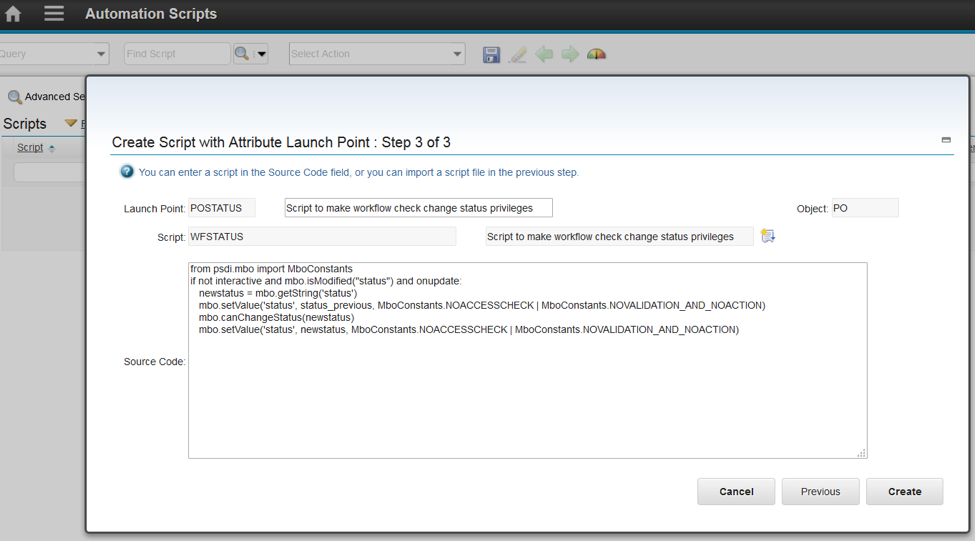 Automation Scripts
Query
Find Script
Select Action
Advanced Se
Scripts
Script
Create Script with Attribute Launch Point : Step 3 of 3
You can enter a script in the Source Code field, or you can import a script file in the previous step.
Launch Point: POSTATUS Script to make workflow check change status privileges Object: PO
Script: WFSTATUS Script to make workflow check change status privileges
from psdi.mbo import MboConstants
if not interactive and mbo.isModified("status") and onupdate:
newstatus = mbo.getString('status')
mbo.setValue('status', status_previous, MboConstants.NOACCESSCHECK | MboConstants.NOVALIDATION_AND_NOACTION)
mbo.canChangeStatus(newstatus)
mbo.setValue('status', newstatus, MboConstants.NOACCESSCHECK | MboConstants.NOVALIDATION_AND_NOACTION)
Source Code:
Cancel Previous Create